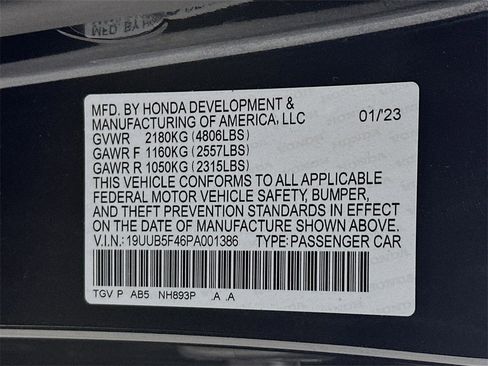 MFD. BY HONDA DEVELOPMENT &
MANUFACTURING OF AMERICA, LLC 01/'23
GVWR 2180KG (4806LBS)
GAWR F 1160KG (2557LBS)
GAWR R 1050KG (2315LBS)
THIS VEHICLE CONFORMS TO ALL APPLICABLE
FEDERAL MOTOR VEHICLE SAFETY, BUMPER,
AND THEFT PREVENTION STANDARDS IN EFFECT
ON THE DATE OF MANUFACTURE SHOWN ABOVE.
V.I.N.: 19UUB5F46PA001386 TYPE: PASSENGER CAR
TGV P AB5 NH893P .A .A